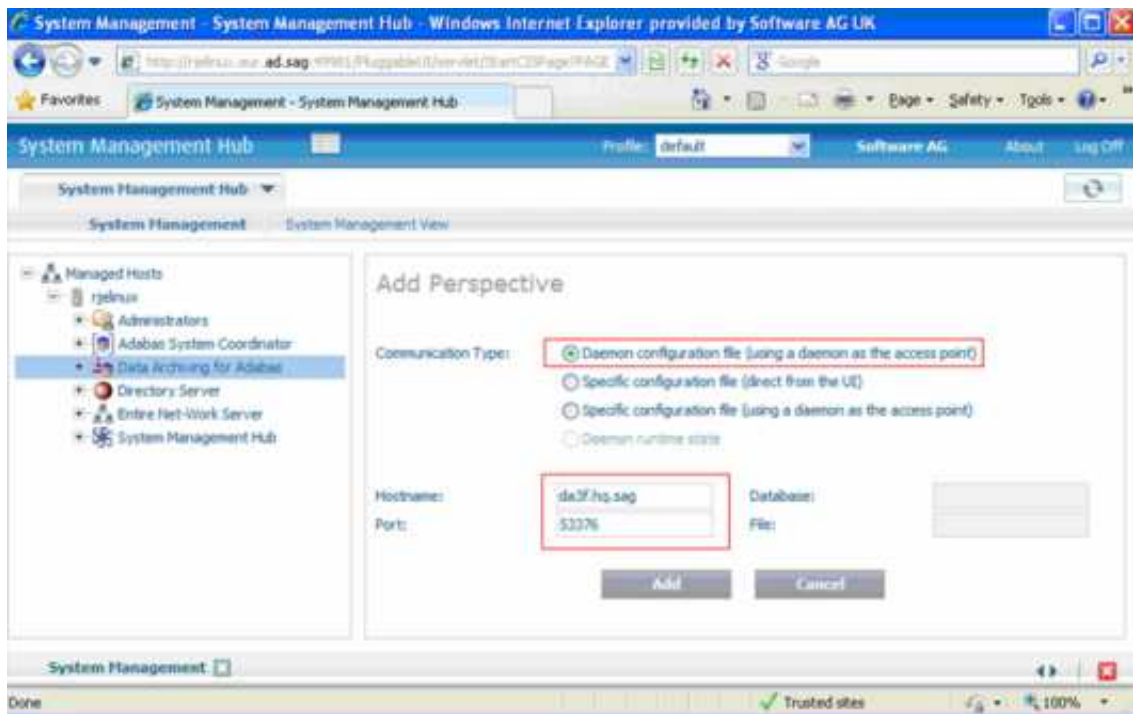 System Management - System Management Hub - Windows Internet Explorer provided by Software AG UK
ad.sag
Google
Favorites
System Management - System Management Hub
Page
Safety
Tools
System Management Hub
Profile:
default
Software AG
About
Log Off
System Management Hub
System Management
System Management View
Managed Hosts
rjelinux
Administrators
Adabas System Coordinator
Data Archiving for Adabas
Directory Server
Entire Net-Work Server
System Management Hub
Add Perspective
Communication Type:
Daemon configuration file (using a daemon as the access point)
Specific configuration file (direct from the UI)
Specific configuration file (using a daemon as the access point)
Daemon runtime state
Hostname:
da3f.hq.sag
Database:
Port:
53376
File:
Add
Cancel
System Management
Done
Trusted sites
100%